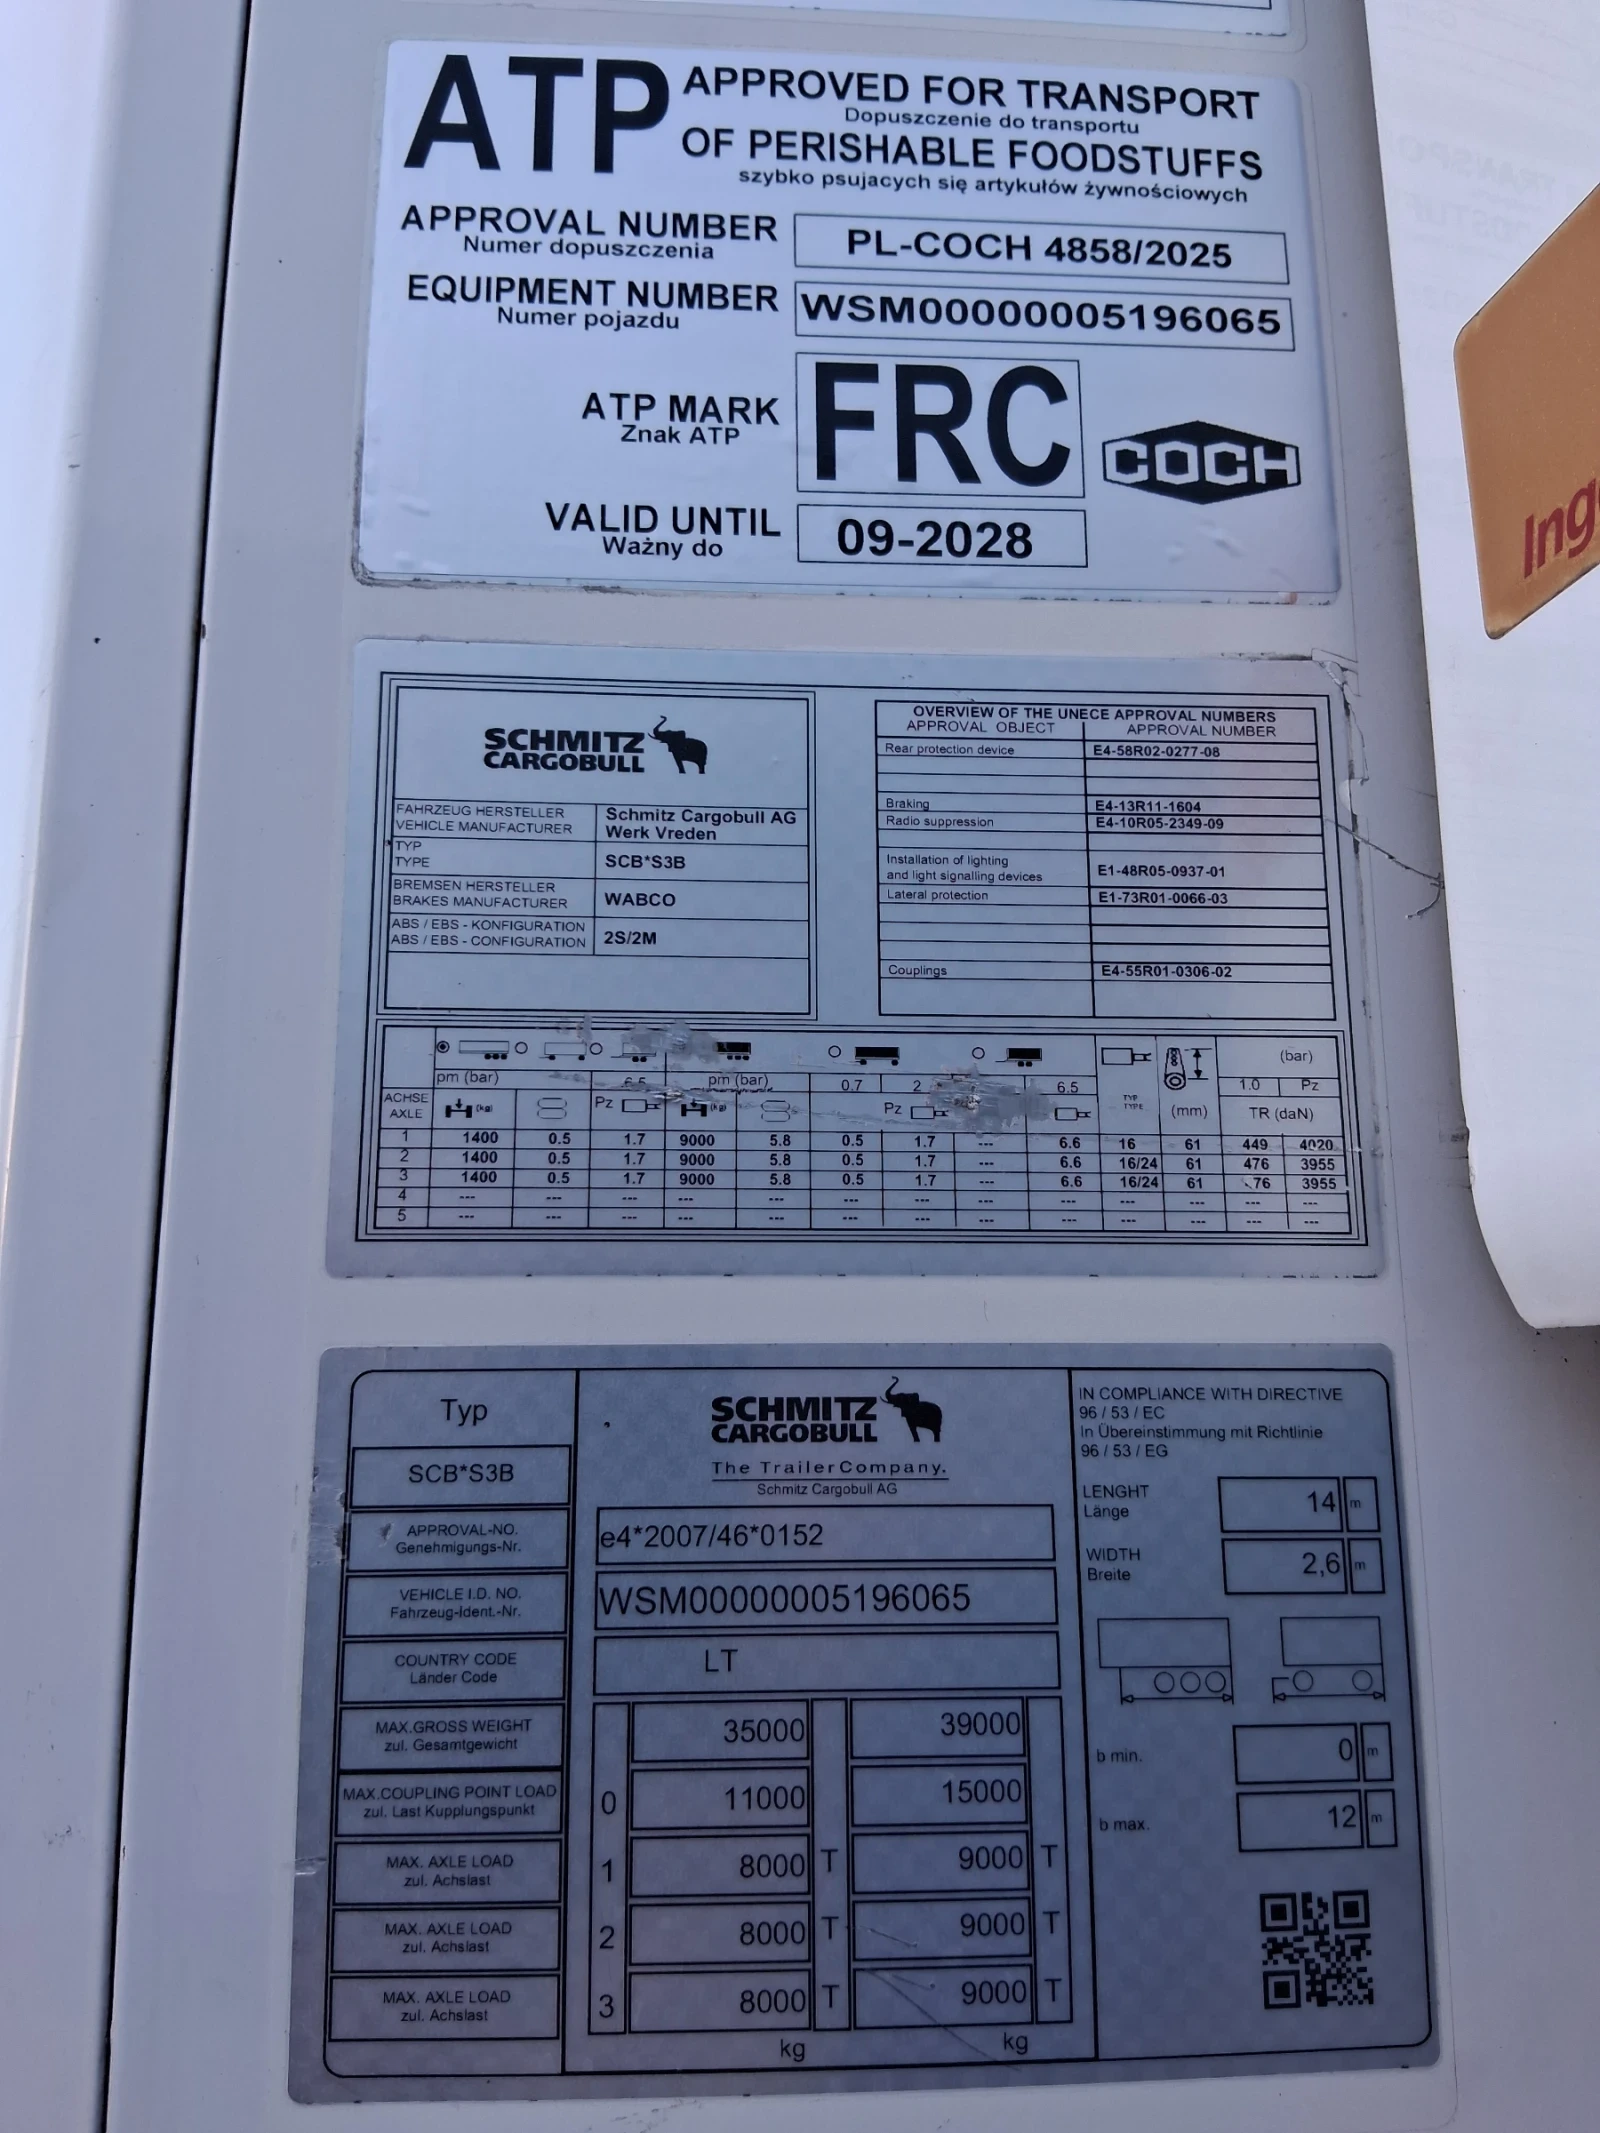 ATP APPROVED FOR TRANSPORT
Dopuszczenie do transportu
OF PERISHABLE FOODSTUFFS
szybko psujacych się artykułów żywnościowych
APPROVAL NUMBER PL-COCH 4858/2025
Numer dopuszczenia
EQUIPMENT NUMBER WSM00000005196065
Numer pojazdu
ATP MARK FRC
Znak ATP
COCH
VALID UNTIL 09-2028
Ważny do
SCHMITZ
CARGOBULL
FAHRZEUG HERSTELLER Schmitz Cargobull AG
VEHICLE MANUFACTURER Werk Vreden
TYP
TYPE SCB*S3B
BREMSEN HERSTELLER
BRAKES MANUFACTURER WABCO
ABS / EBS - KONFIGURATION
ABS / EBS - CONFIGURATION 2S/2M
OVERVIEW OF THE UNECE APPROVAL NUMBERS
APPROVAL OBJECT APPROVAL NUMBER
Rear protection device E4-58R02-0277-08
Braking E4-13R11-1604
Radio suppression E4-10R05-2349-09
Installation of lighting
and light signalling devices E1-48R05-0937-01
Lateral protection E1-73R01-0066-03
Couplings E4-55R01-0306-02
(bar)
pm (bar) 6.5 pm (bar) 0.7 2 6.5 1.0 Pz
ACHSE
AXLE (kg) Pz (kg) Pz TYP
TYPE (mm) TR (daN)
1 1400 0.5 1.7 9000 5.8 0.5 1.7 --- 6.6 16 61 449 4020
2 1400 0.5 1.7 9000 5.8 0.5 1.7 --- 6.6 16/24 61 476 3955
3 1400 0.5 1.7 9000 5.8 0.5 1.7 --- 6.6 16/24 61 76 3955
4 --- --- --- --- --- --- --- --- --- --- --- --- ---
5 --- --- --- --- --- --- --- --- --- --- --- --- ---
Typ
SCB*S3B
SCHMITZ
CARGOBULL
The Trailer Company.
Schmitz Cargobull AG
APPROVAL-NO. e4*2007/46*0152
Genehmigungs-Nr.
VEHICLE I.D. NO. WSM00000005196065
Fahrzeug-Ident.-Nr.
COUNTRY CODE LT
Länder Code
MAX.GROSS WEIGHT 35000 39000
zul. Gesamtgewicht
MAX.COUPLING POINT LOAD 0 11000 15000
zul. Last Kupplungspunkt
MAX. AXLE LOAD 1 8000 T 9000 T
zul. Achslast
MAX. AXLE LOAD 2 8000 T 9000 T
zul. Achslast
MAX. AXLE LOAD 3 8000 T 9000 T
zul. Achslast
kg kg
IN COMPLIANCE WITH DIRECTIVE
96 / 53 / EC
In Übereinstimmung mit Richtlinie
96 / 53 / EG
LENGHT 14 m
Länge
WIDTH 2,6 m
Breite
b min. 0 m
b max. 12 m